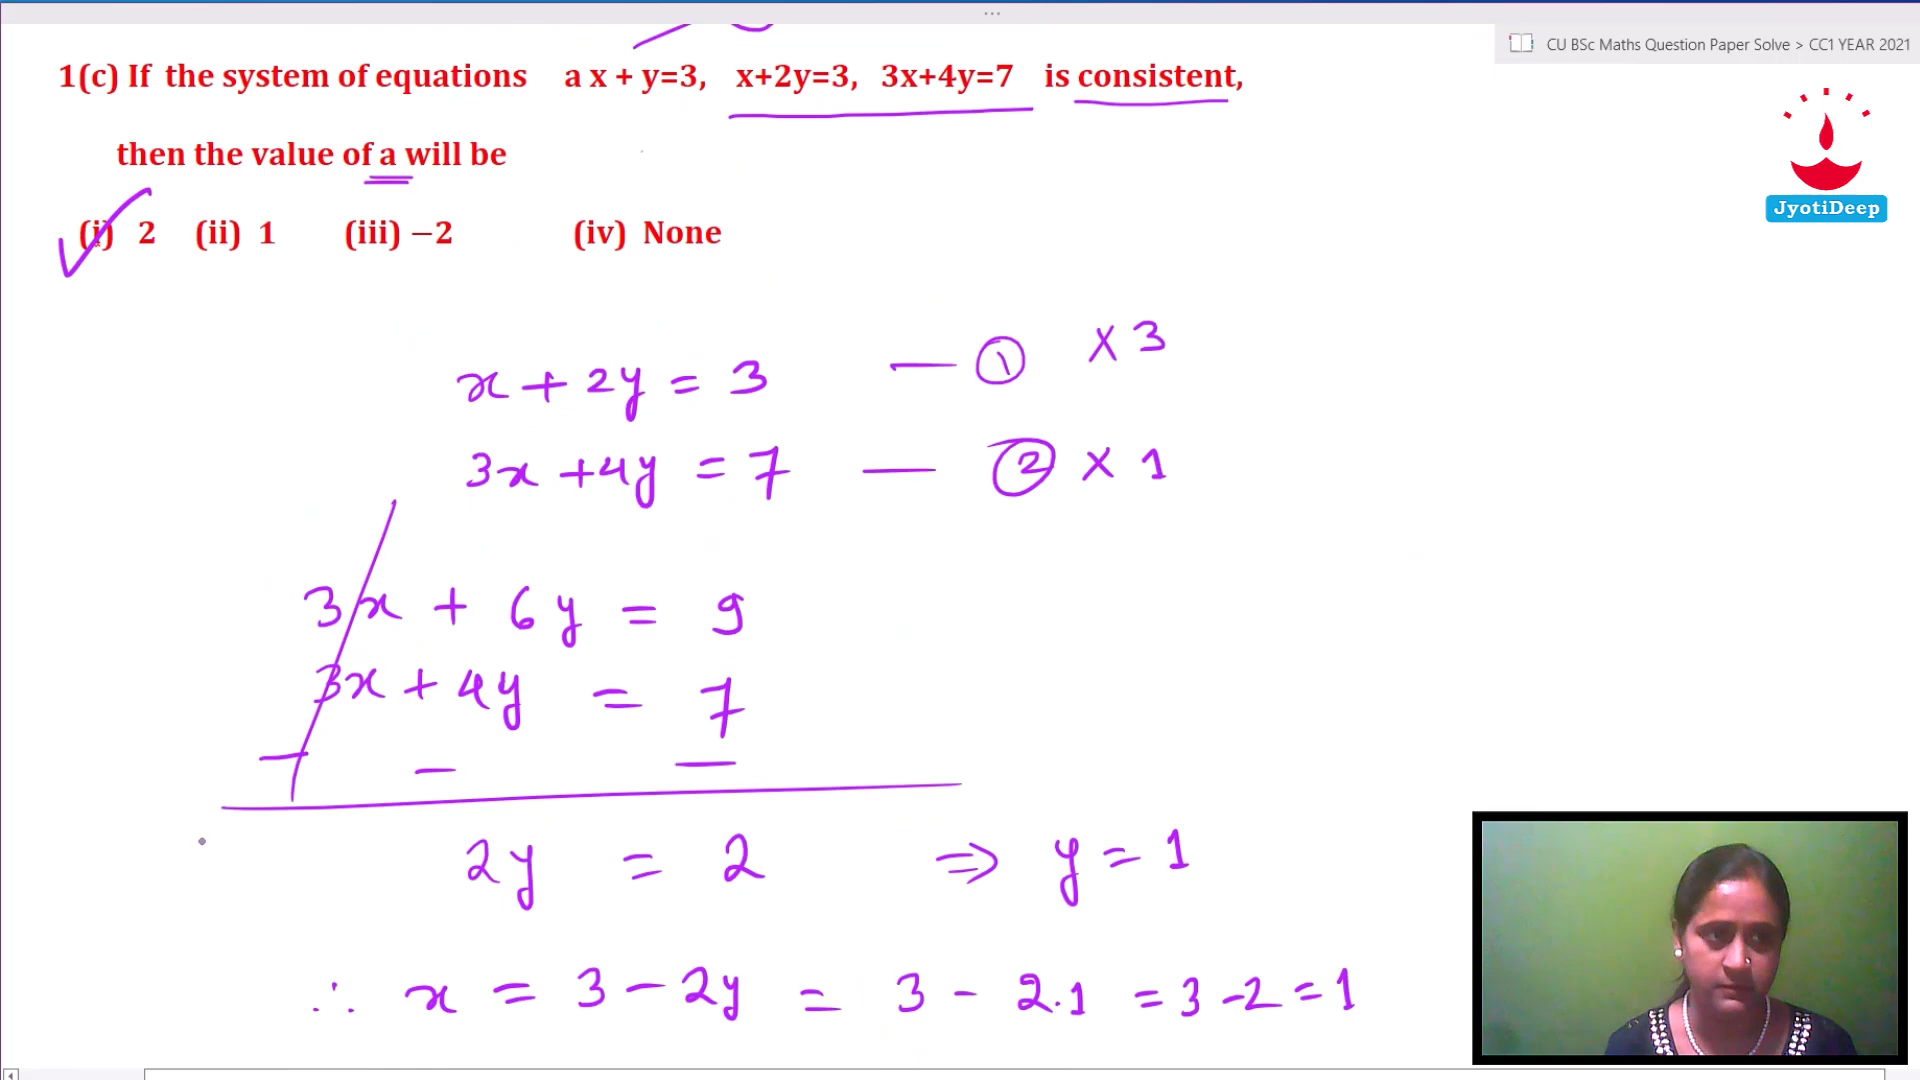 ...
CU BSc Maths Question Paper Solve > CC1 YEAR 2021
1(c) If the system of equations a x + y=3, x+2y=3, 3x+4y=7 is consistent,
then the value of a will be
(i) 2 (ii) 1 (iii) −2 (iv) None
JyotiDeep
x + 2y = 3 — ① × 3
3x + 4y = 7 — ② × 1
3x + 6y = 9
3x + 4y = 7
- - -
2y = 2 ⇒ y = 1
∴ x = 3 - 2y = 3 - 2.1 = 3 - 2 = 1